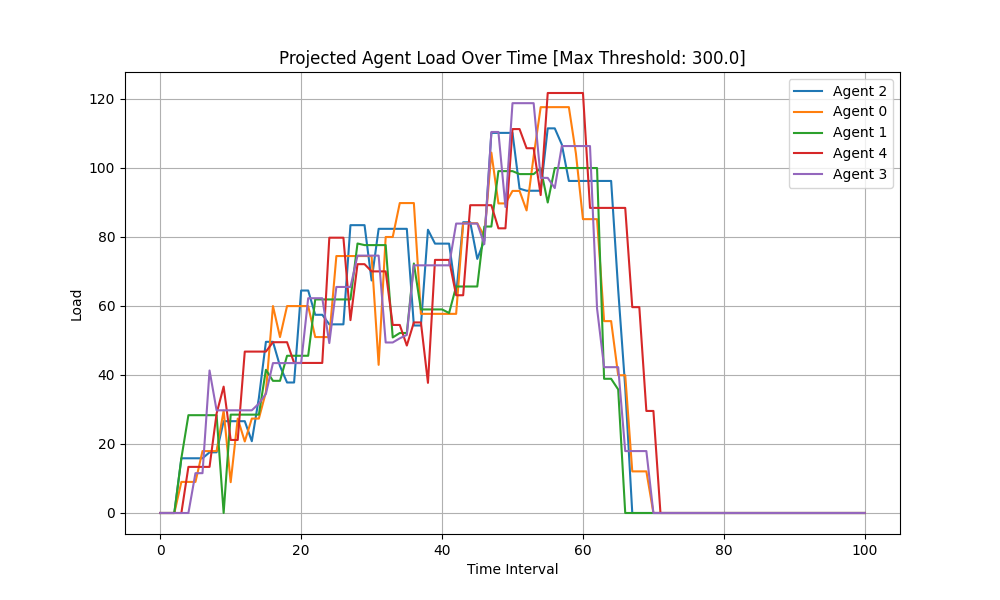 Projected Agent Load Over Time [Max Threshold: 300.0]
Agent 2
Agent 0
Agent 1
Agent 4
Agent 3
Load
120
100
80
60
40
20
0
0 20 40 60 80 100
Time Interval